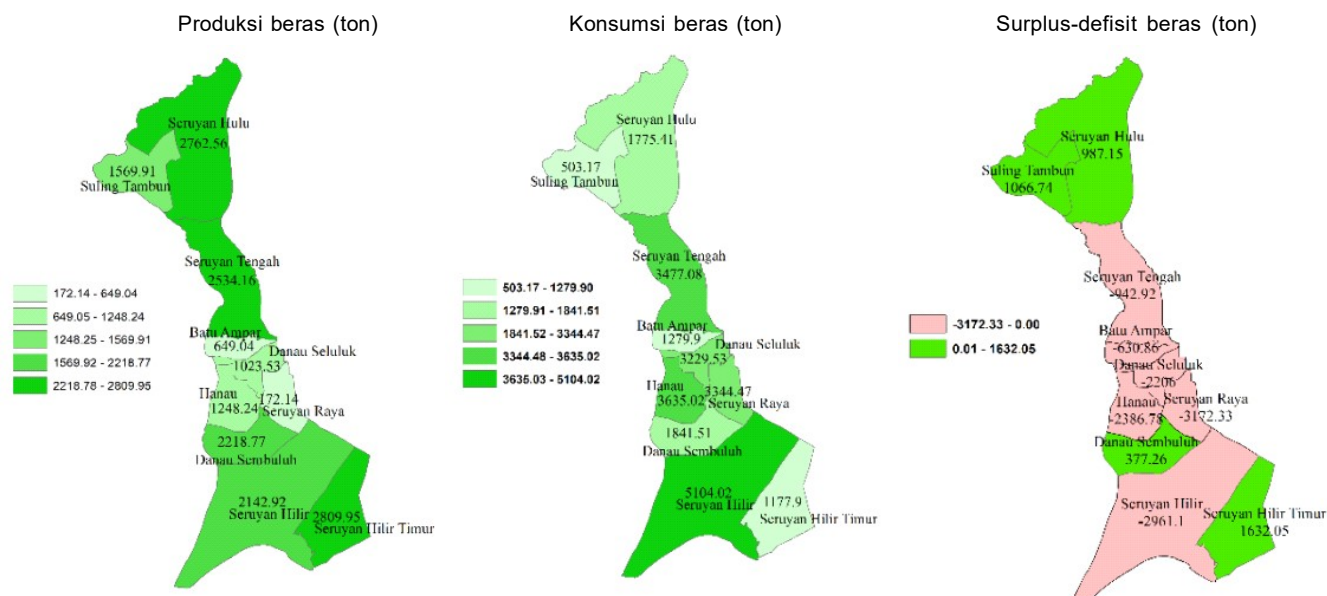 Produksi beras (ton)
Seruyan Hulu
2762.56
1569.91
Suling Tambun
Seruyan Tengah
2534.16
Batu Ampar
649.04
Danau Seluluk
1023.53
Hanau
1248.24
172.14
Seruyan Raya
2218.77
Danau Sembuluh
2142.92
Seruyan Hilir
2809.95
Seruyan Hilir Timur
172.14 - 649.04
649.05 - 1248.24
1248.25 - 1569.91
1569.92 - 2218.77
2218.78 - 2809.95
Konsumsi beras (ton)
Seruyan Hulu
1775.41
503.17
Suling Tambun
Seruyan Tengah
3477.08
Batu Ampar
1279.9
Danau Seluluk
3229.53
Hanau
3635.02
3344.47
Seruyan Raya
1841.51
Danau Sembuluh
5104.02
Seruyan Hilir
1177.9
Seruyan Hilir Timur
503.17 - 1279.90
1279.91 - 1841.51
1841.52 - 3344.47
3344.48 - 3635.02
3635.03 - 5104.02
Surplus-defisit beras (ton)
Seruyan Hulu
987.15
Suling Tambun
1066.74
Seruyan Tengah
-942.92
Batu Ampar
-630.86
Danau Seluluk
-2206
Hanau
-2386.78
Seruyan Raya
-3172.33
Danau Sembuluh
377.26
Seruyan Hilir
-2961.1
Seruyan Hilir Timur
1632.05
-3172.33 - 0.00
0.01 - 1632.05